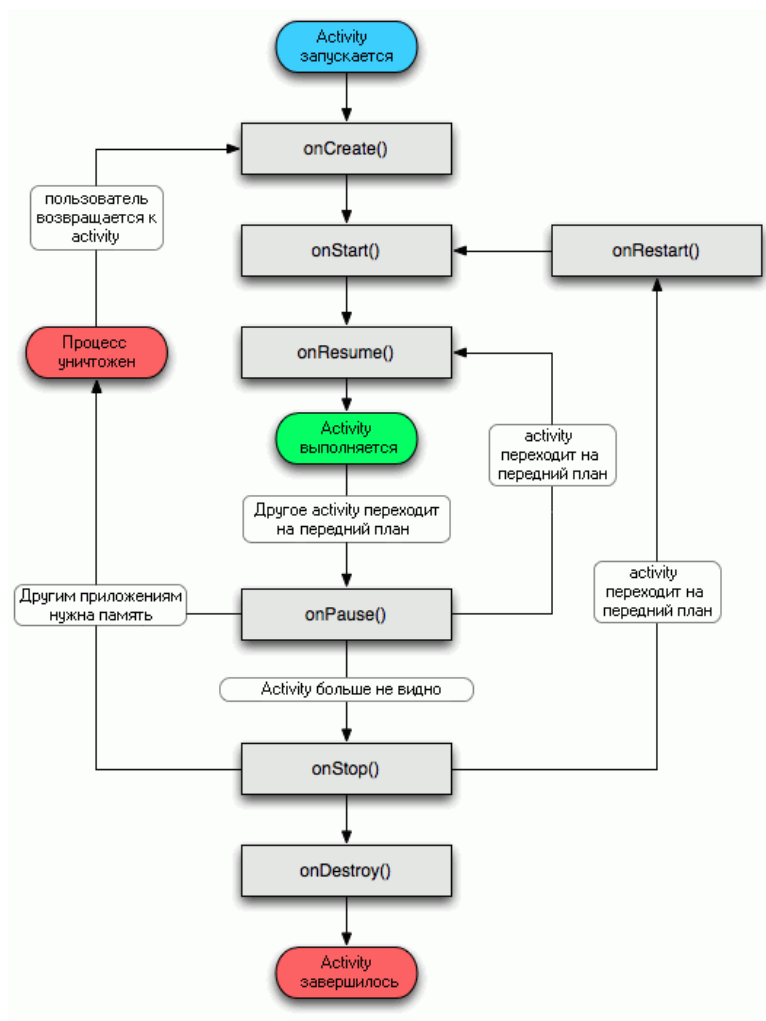 Activity
запускается
onCreate()
пользователь
возвращается к
activity
onStart()
onRestart()
Процесс
уничтожен
onResume()
Activity
выполняется
activity
переходит на
передний план
Другое activity переходит
на передний план
Другим приложениям
нужна память
onPause()
activity
переходит на
передний план
Activity больше не видно
onStop()
onDestroy()
Activity
завершилось